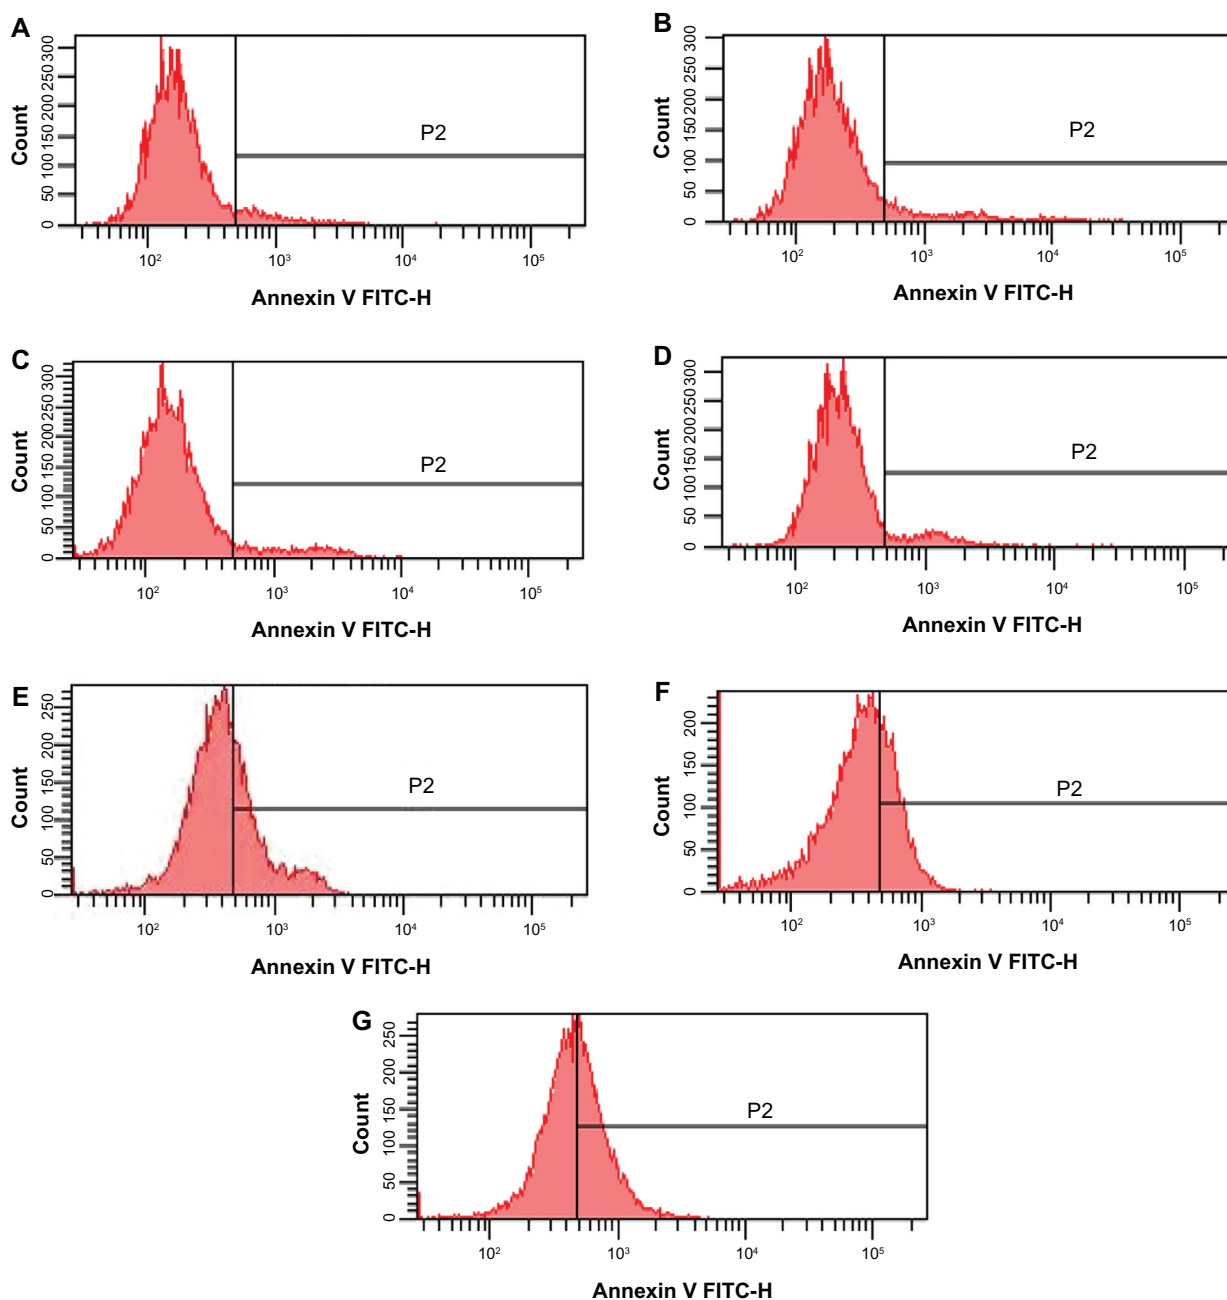 A
Count
0 50 100 150 200 250 300
P2
10² 10³ 10⁴ 10⁵
Annexin V FITC-H
B
Count
0 50 100 150 200 250 300
P2
10² 10³ 10⁴ 10⁵
Annexin V FITC-H
C
Count
0 50 100 150 200 250 300
P2
10² 10³ 10⁴ 10⁵
Annexin V FITC-H
D
Count
0 50 100 150 200 250 300
P2
10² 10³ 10⁴ 10⁵
Annexin V FITC-H
E
Count
0 50 100 150 200 250
P2
10² 10³ 10⁴ 10⁵
Annexin V FITC-H
F
Count
0 50 100 150 200
P2
10² 10³ 10⁴ 10⁵
Annexin V FITC-H
G
Count
0 50 100 150 200 250
P2
10² 10³ 10⁴ 10⁵
Annexin V FITC-H